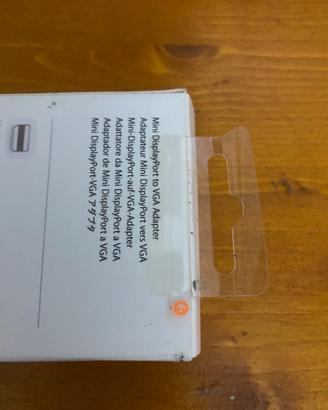 Mini DisplayPort to VGA Adapter
Adaptateur Mini DisplayPort vers VGA
Mini-DisplayPort-auf-VGA-Adapter
Adattatore da Mini DisplayPort a VGA
Adaptador de Mini DisplayPort a VGA
Mini DisplayPort-VGA アダプタ